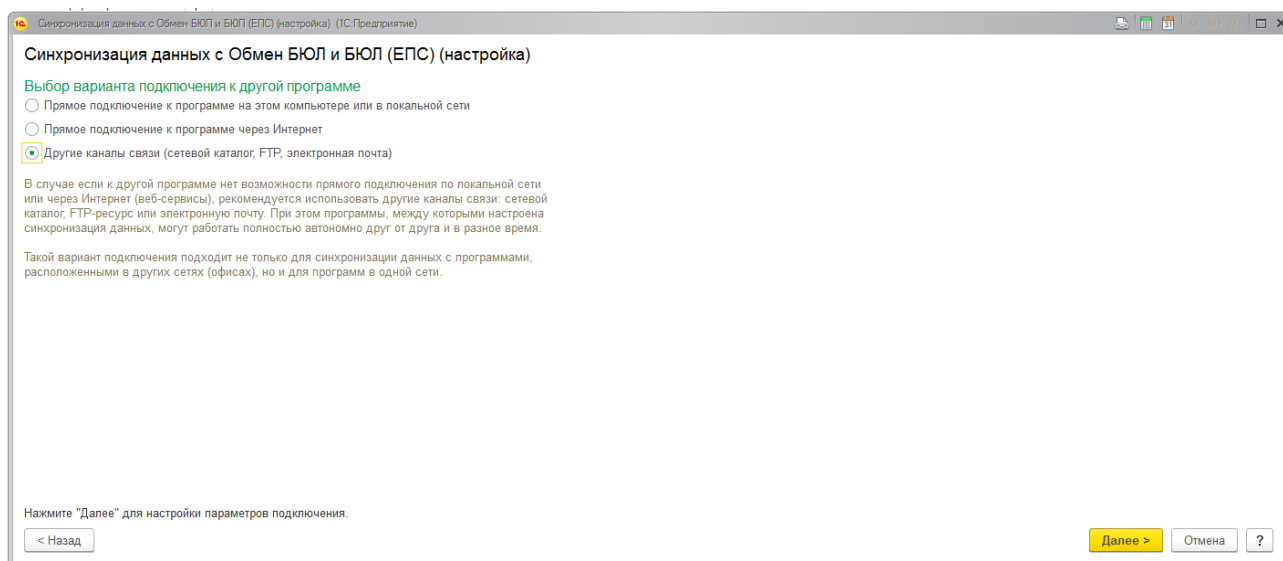 Синхронизация данных с Обмен БЮЛ и БЮЛ (ЕПС) (настройка) (1С:Предприятие)
Синхронизация данных с Обмен БЮЛ и БЮЛ (ЕПС) (настройка)
Выбор варианта подключения к другой программе
Прямое подключение к программе на этом компьютере или в локальной сети
Прямое подключение к программе через Интернет
Другие каналы связи (сетевой каталог, FTP, электронная почта)
В случае если к другой программе нет возможности прямого подключения по локальной сети
или через Интернет (веб-сервисы), рекомендуется использовать другие каналы связи: сетевой
каталог, FTP-ресурс или электронную почту. При этом программы, между которыми настроена
синхронизация данных, могут работать полностью автономно друг от друга и в разное время.
Такой вариант подключения подходит не только для синхронизации данных с программами,
расположенными в других сетях (офисах), но и для программ в одной сети.
Нажмите "Далее" для настройки параметров подключения.
< Назад
Далее >
Отмена
?